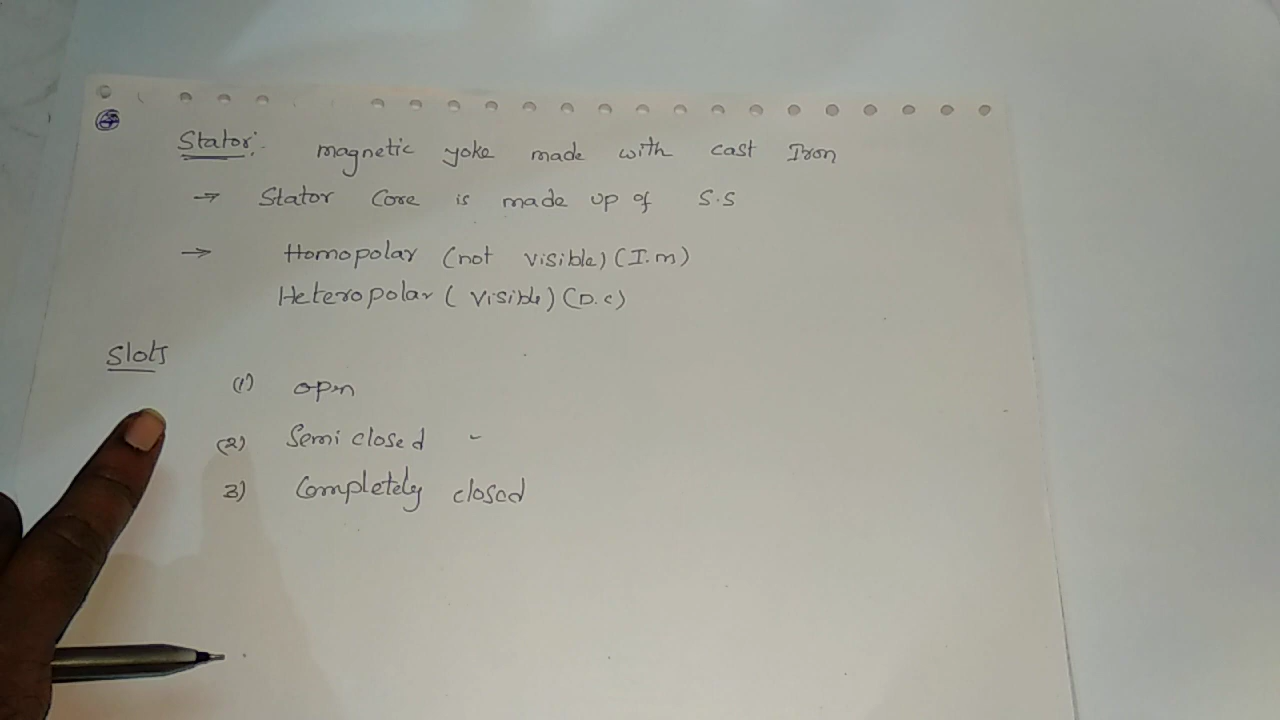 Stator:- magnetic yoke made with cast Iron
→ Stator Core is made up of S.S
→ Homopolar (not visible) (I.m)
Heteropolar (visible) (D.c)
Slots
(1) open
(2) Semi closed -
3) Completely closed